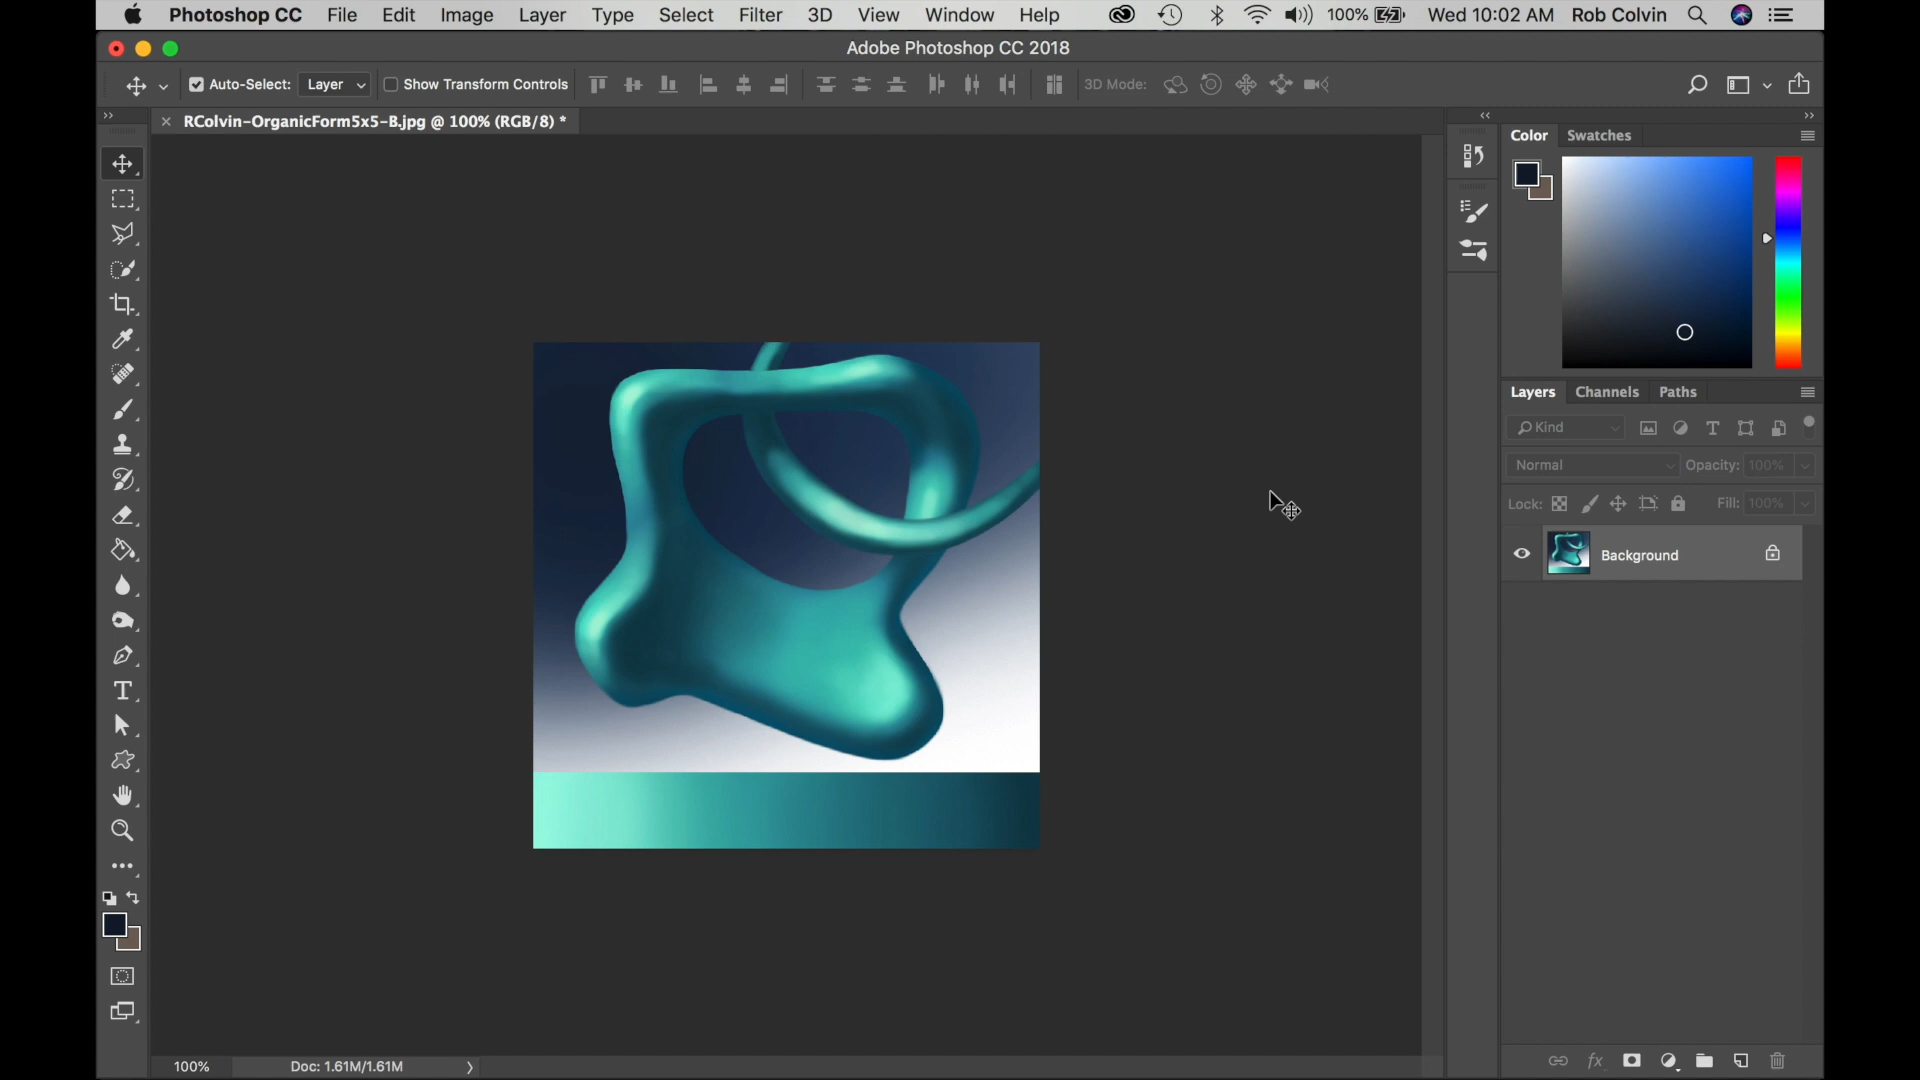 Photoshop CC File Edit Image Layer Type Select Filter 3D View Window Help 100% Wed 10:02 AM Rob Colvin
Adobe Photoshop CC 2018
Auto-Select: Layer Show Transform Controls 3D Mode:
RColvin-OrganicForm5x5-B.jpg @ 100% (RGB/8) *
Color Swatches
Layers Channels Paths
Kind
Normal Opacity: 100%
Lock: Fill: 100%
Background
100% Doc: 1.61M/1.61M